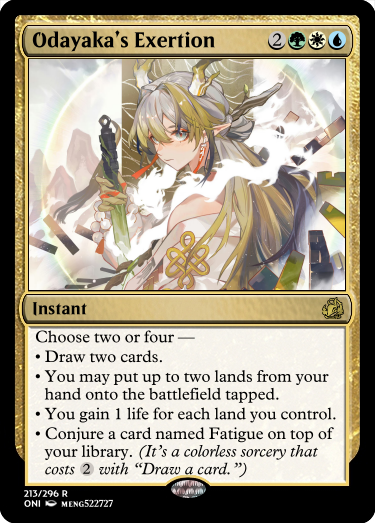 Odayaka's Exertion 2
Instant
Choose two or four —
• Draw two cards.
• You may put up to two lands from your
hand onto the battlefield tapped.
• You gain 1 life for each land you control.
• Conjure a card named Fatigue on top of
your library. (It's a colorless sorcery that
costs 2 with “Draw a card.”)
213/296 R
ONI MENG522727